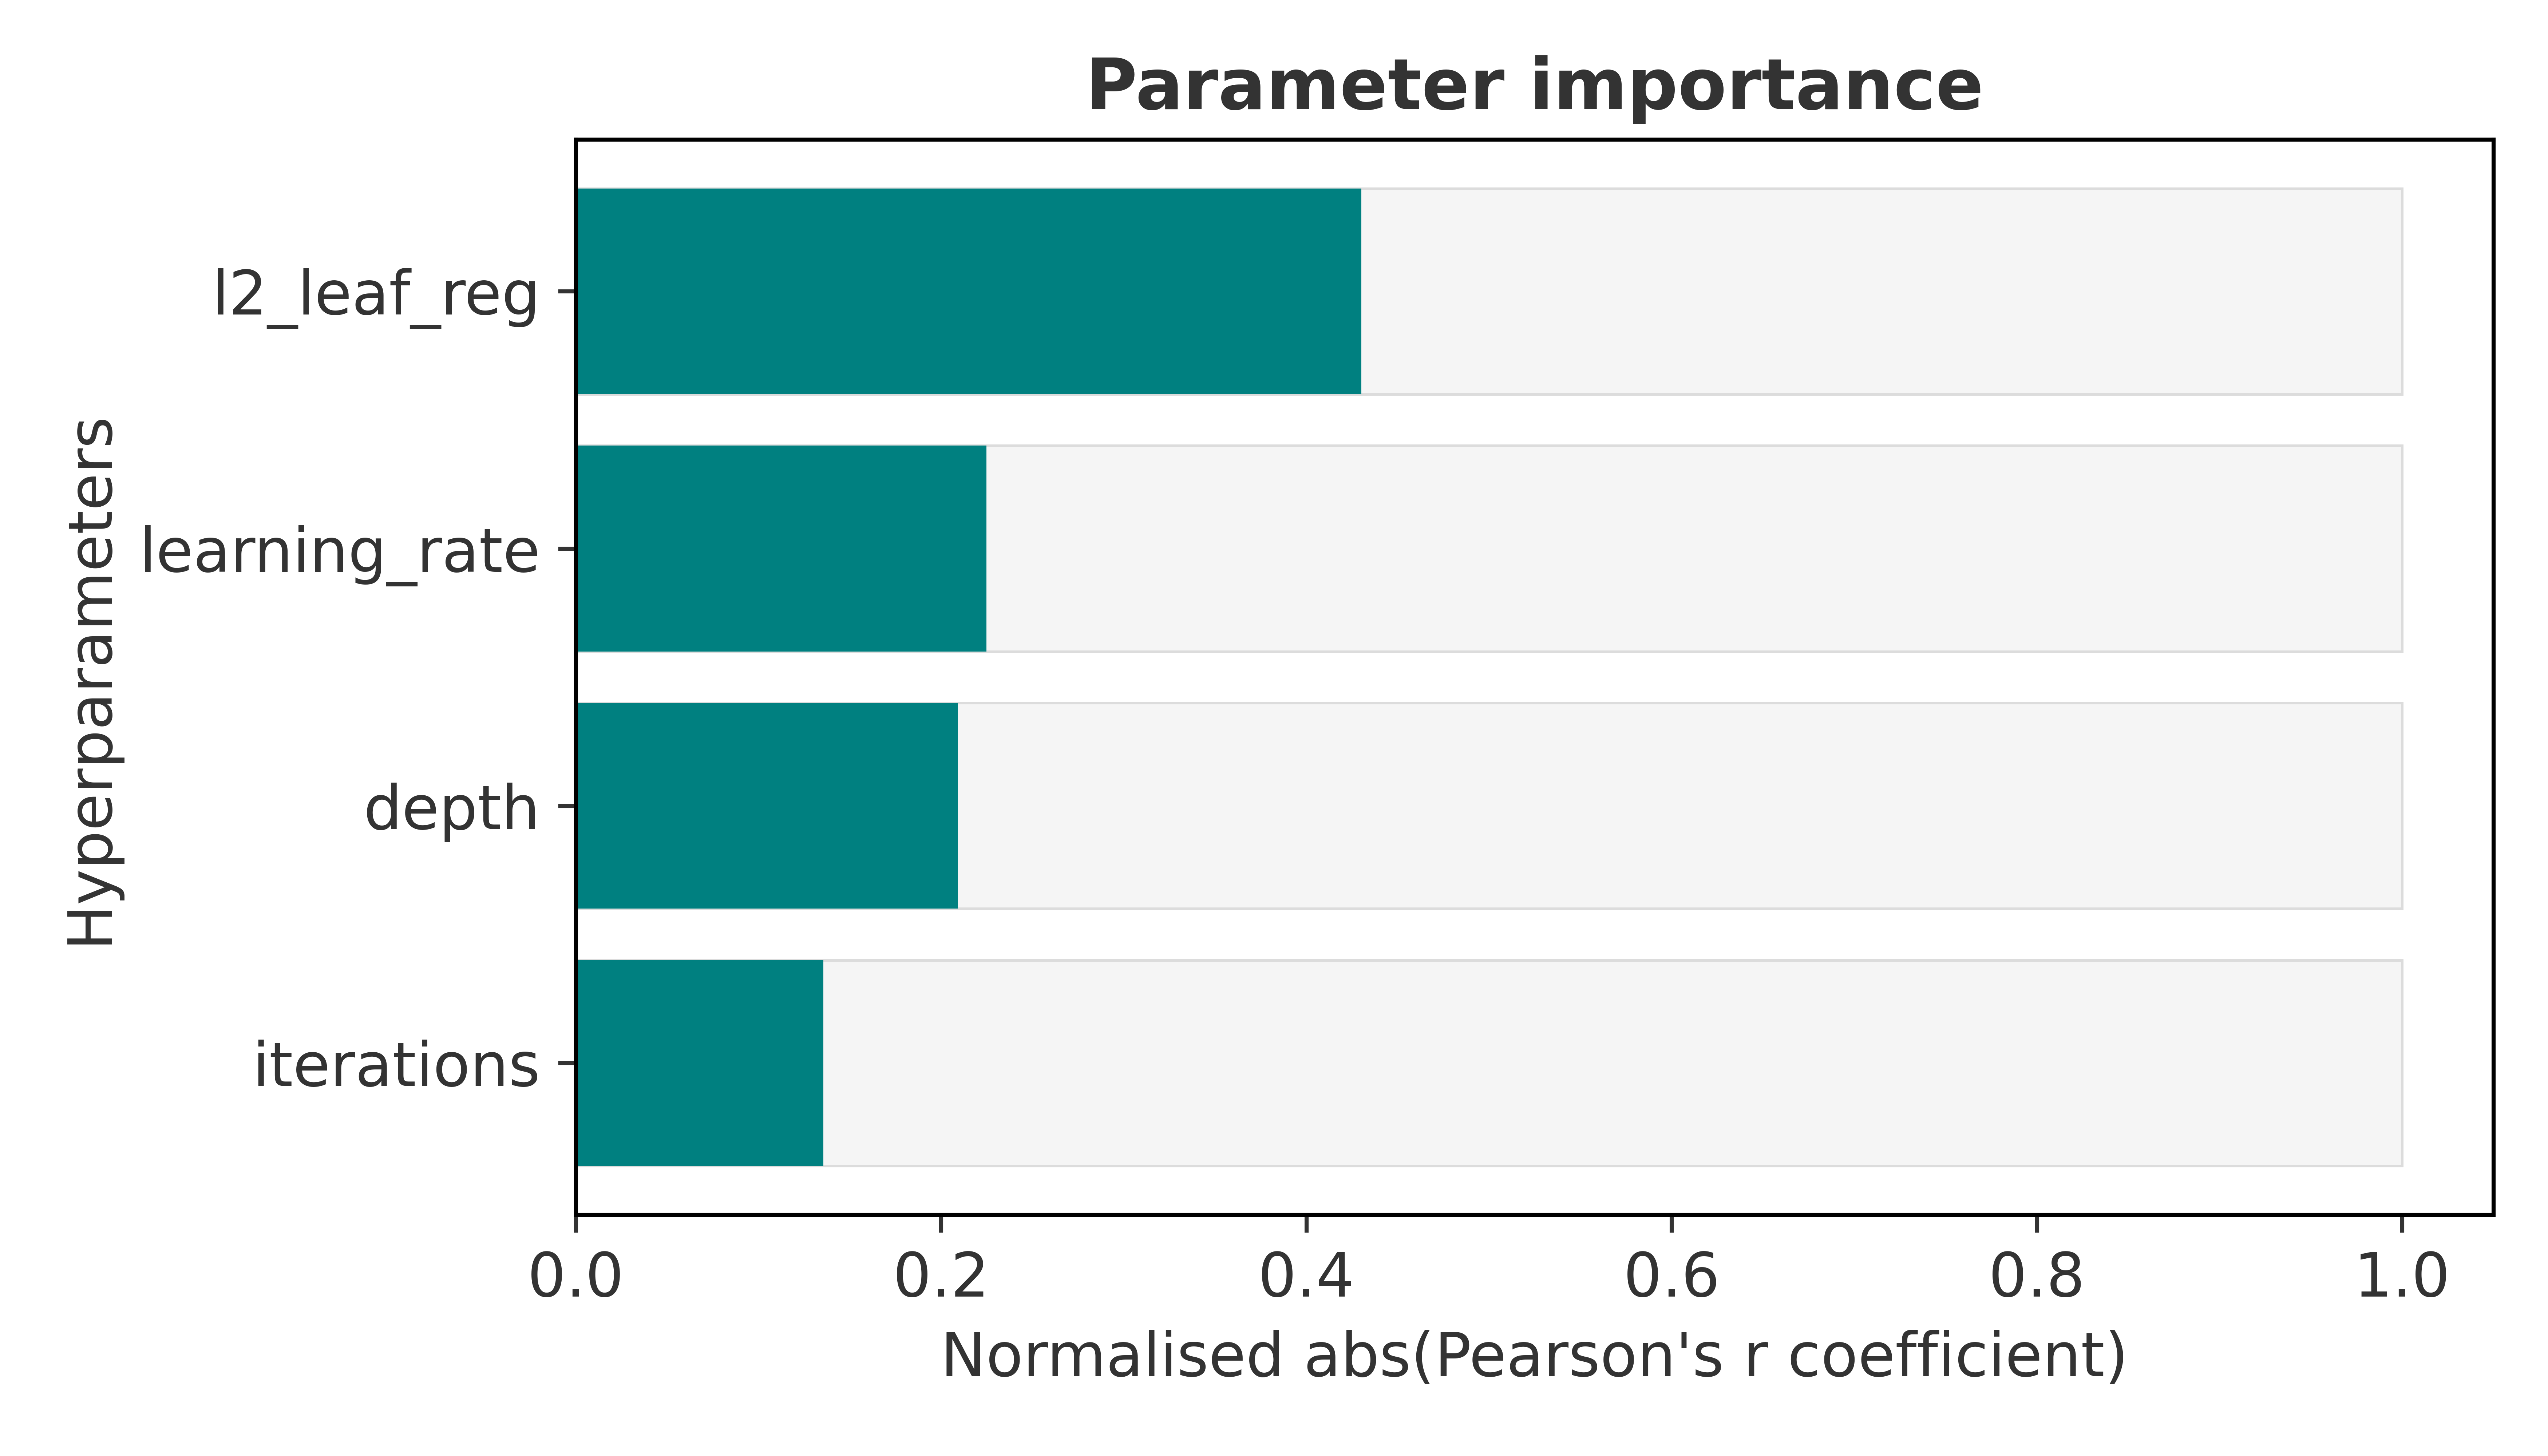 Parameter importance
l2_leaf_reg
learning_rate
depth
iterations
Hyperparameters
0.0 0.2 0.4 0.6 0.8 1.0
Normalised abs(Pearson's r coefficient)